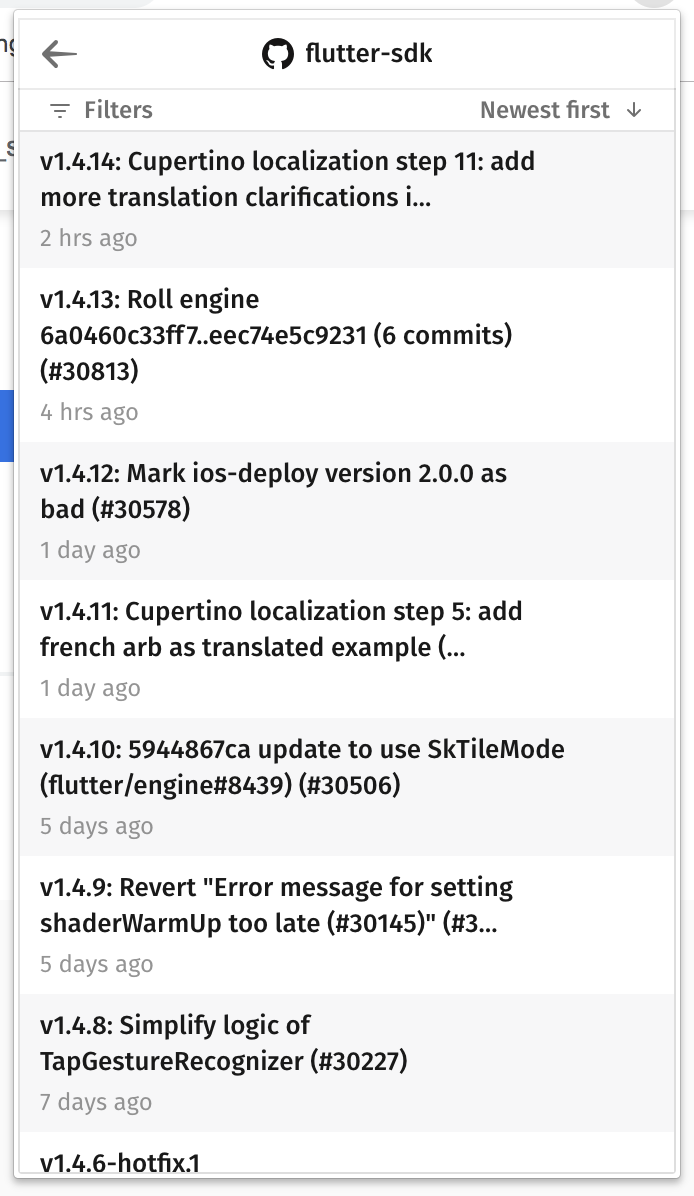 flutter-sdk
Filters
Newest first ↓
v1.4.14: Cupertino localization step 11: add
more translation clarifications i...
2 hrs ago
v1.4.13: Roll engine
6a0460c33ff7..eec74e5c9231 (6 commits)
(#30813)
4 hrs ago
v1.4.12: Mark ios-deploy version 2.0.0 as
bad (#30578)
1 day ago
v1.4.11: Cupertino localization step 5: add
french arb as translated example (...
1 day ago
v1.4.10: 5944867ca update to use SkTileMode
(flutter/engine#8439) (#30506)
5 days ago
v1.4.9: Revert "Error message for setting
shaderWarmUp too late (#30145)" (#3...
5 days ago
v1.4.8: Simplify logic of
TapGestureRecognizer (#30227)
7 days ago
v1.4.6-hotfix.1